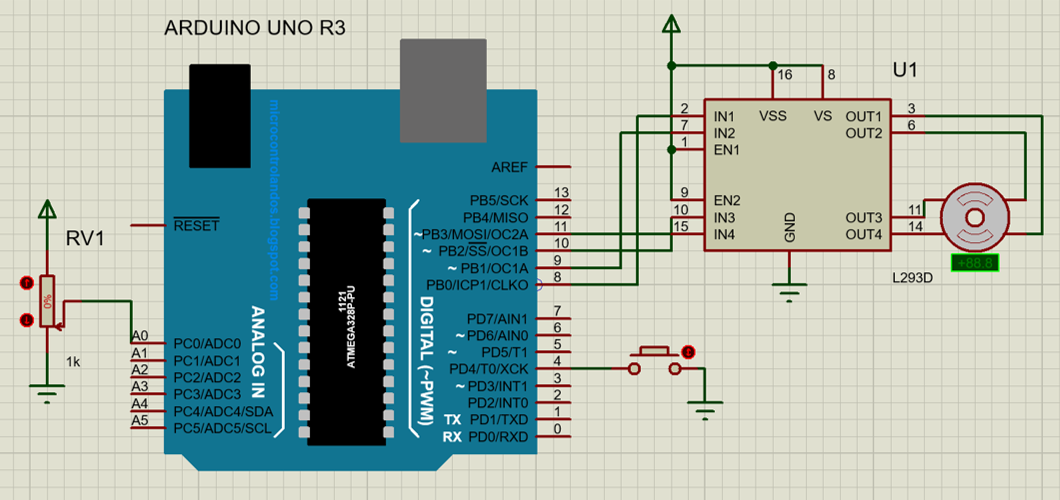 ARDUINO UNO R3
microcontrolandos.blogspot.com
RESET
AREF
PB5/SCK 13
PB4/MISO 12
~PB3/MOSI/OC2A 11
~ PB2/SS/OC1B 10
~ PB1/OC1A 9
PB0/ICP1/CLKO 8
1121
ATMEGA328P-PU
DIGITAL (~PWM)
ANALOG IN
PD7/AIN1 7
~ PD6/AIN0 6
~ PD5/T1 5
PD4/T0/XCK 4
~ PD3/INT1 3
PD2/INT0 2
TX PD1/TXD 1
RX PD0/RXD 0
RV1
0%
1k
A0 PC0/ADC0
A1 PC1/ADC1
A2 PC2/ADC2
A3 PC3/ADC3
A4 PC4/ADC4/SDA
A5 PC5/ADC5/SCL
U1
16 8
VSS VS
2 IN1 OUT1 3
7 IN2 OUT2 6
1 EN1
9 EN2
10 IN3 OUT3 11
15 IN4 OUT4 14
GND
L293D
+88.8